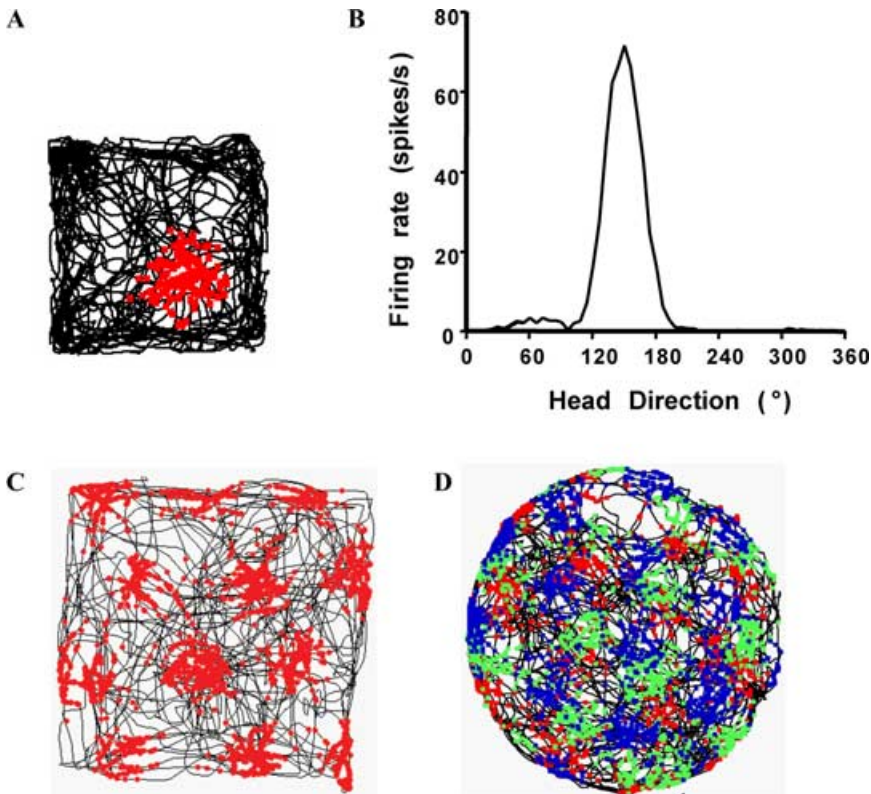 A
B
Firing rate (spikes/s)
80
60
40
20
0
0 60 120 180 240 300 360
Head Direction (°)
C
D